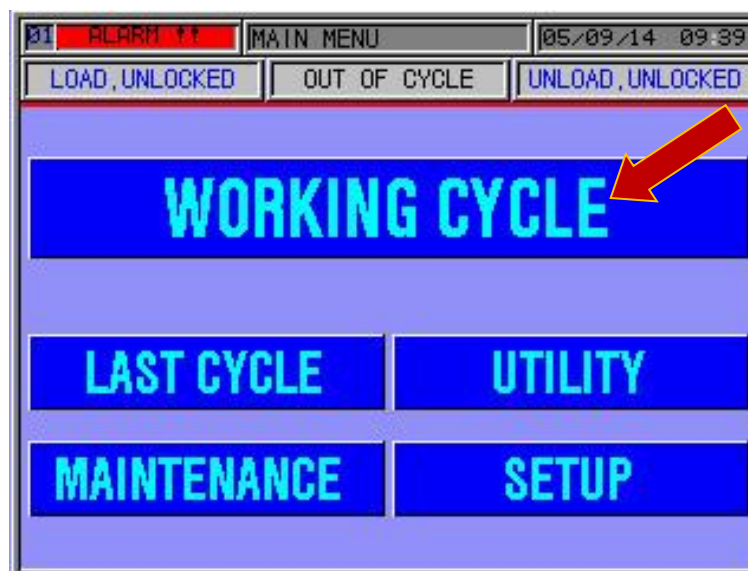 01 ALARM !! MAIN MENU 05/09/14 09:39
LOAD,UNLOCKED OUT OF CYCLE UNLOAD,UNLOCKED
WORKING CYCLE
LAST CYCLE UTILITY
MAINTENANCE SETUP